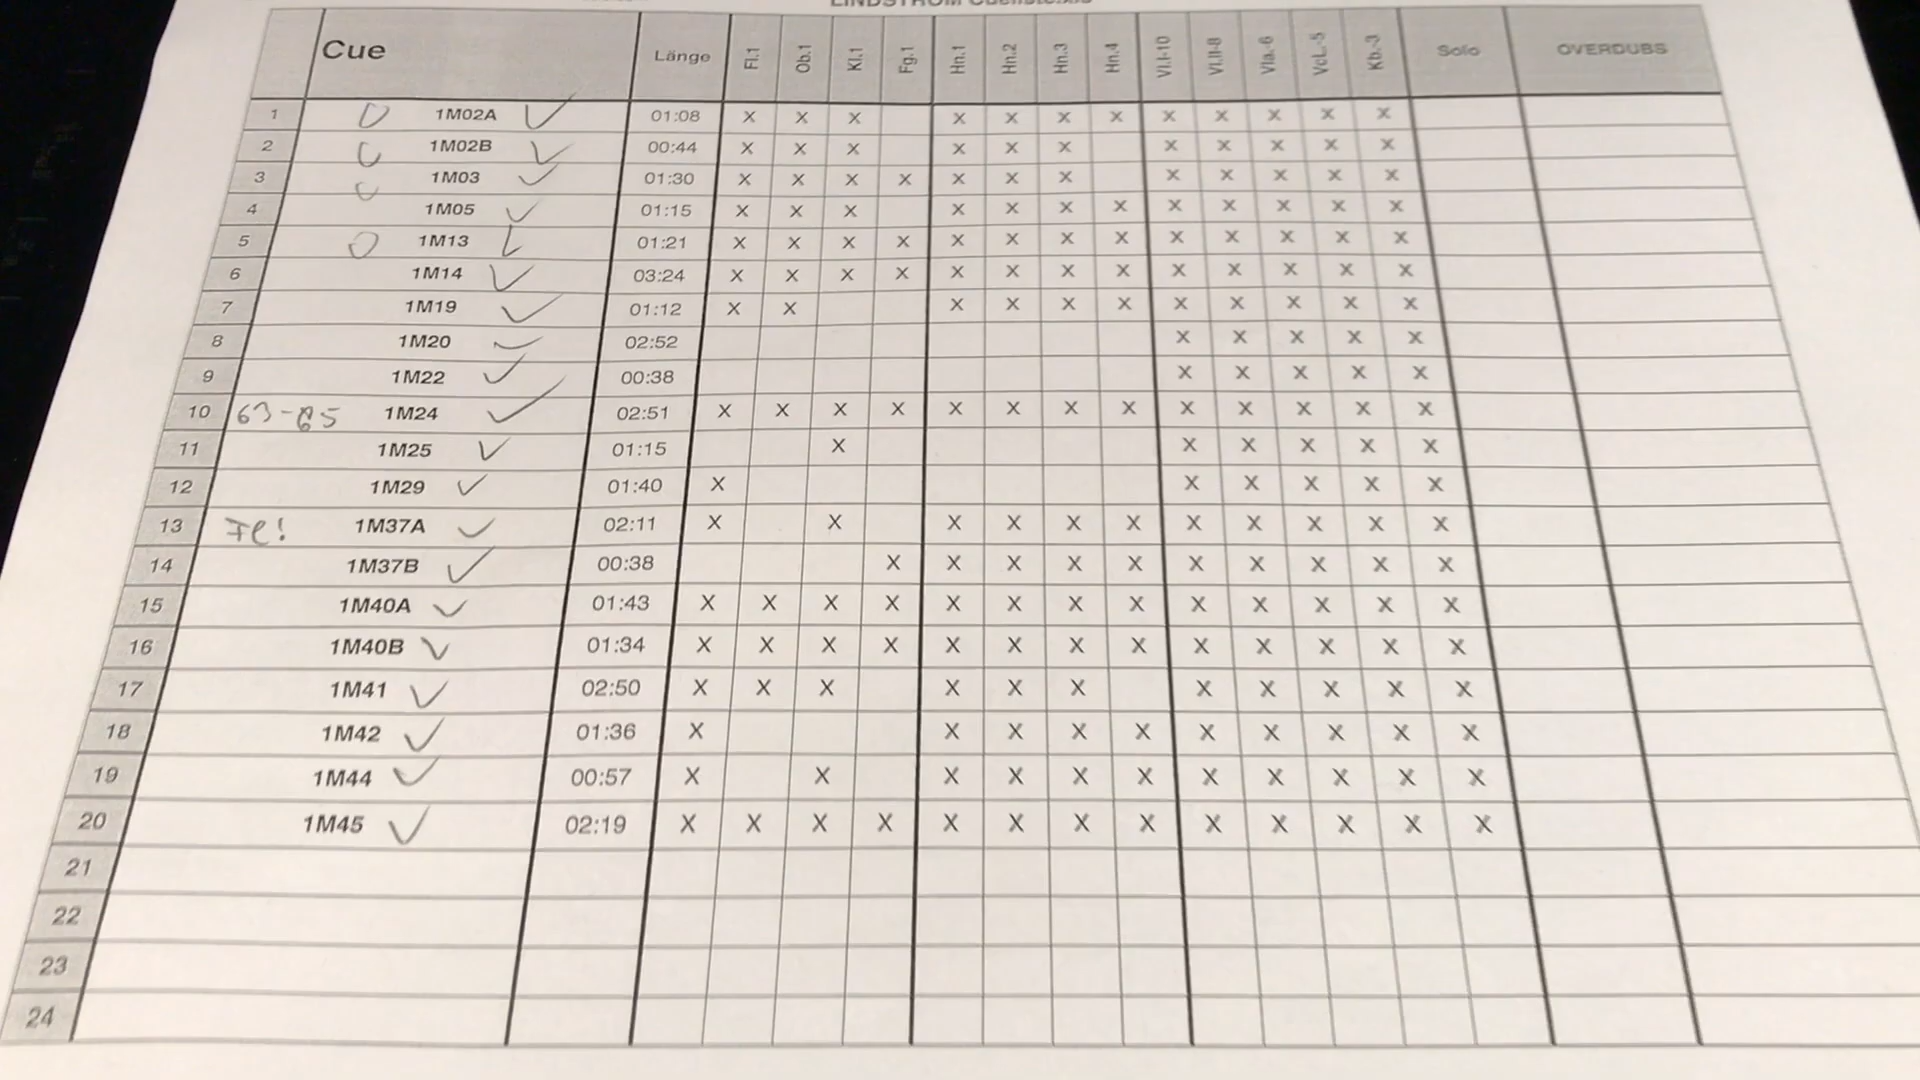 Cue Länge Fl.1 Ob.1 Kl.1 Fg.1 Hn.1 Hn.2 Hn.3 Hn.4 Vl.I-10 Vl.II-8 Vla.-6 Vcl.-5 Kb.-3 Solo OVERDUBS
1 1M02A 01:08 X X X X X X X X X X X X
2 1M02B 00:44 X X X X X X X X X X X
3 1M03 01:30 X X X X X X X X X X X X
4 1M05 01:15 X X X X X X X X X X X X
5 1M13 01:21 X X X X X X X X X X X X X
6 1M14 03:24 X X X X X X X X X X X X X
7 1M19 01:12 X X X X X X X X X X X
8 1M20 02:52 X X X X X
9 1M22 00:38 X X X X X
10 63-85 1M24 02:51 X X X X X X X X X X X X X
11 1M25 01:15 X X X X X X
12 1M29 01:40 X X X X X X
13 1M37A 02:11 X X X X X X X X X X X
14 1M37B 00:38 X X X X X X X X X X
15 1M40A 01:43 X X X X X X X X X X X X X
16 1M40B 01:34 X X X X X X X X X X X X X
17 1M41 02:50 X X X X X X X X X X X
18 1M42 01:36 X X X X X X X X X X
19 1M44 00:57 X X X X X X X X X X X
20 1M45 02:19 X X X X X X X X X X X X X
21
22
23
24